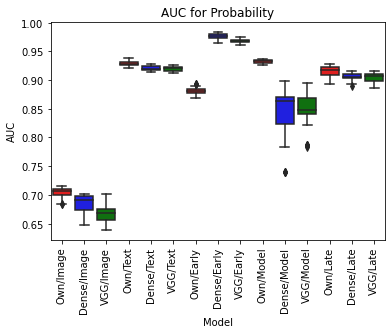 AUC for Probability
AUC
1.00
0.95
0.90
0.85
0.80
0.75
0.70
0.65
Own/Image
Dense/Image
VGG/Image
Own/Text
Dense/Text
VGG/Text
Own/Early
Dense/Early
VGG/Early
Own/Model
Dense/Model
VGG/Model
Own/Late
Dense/Late
VGG/Late
Model